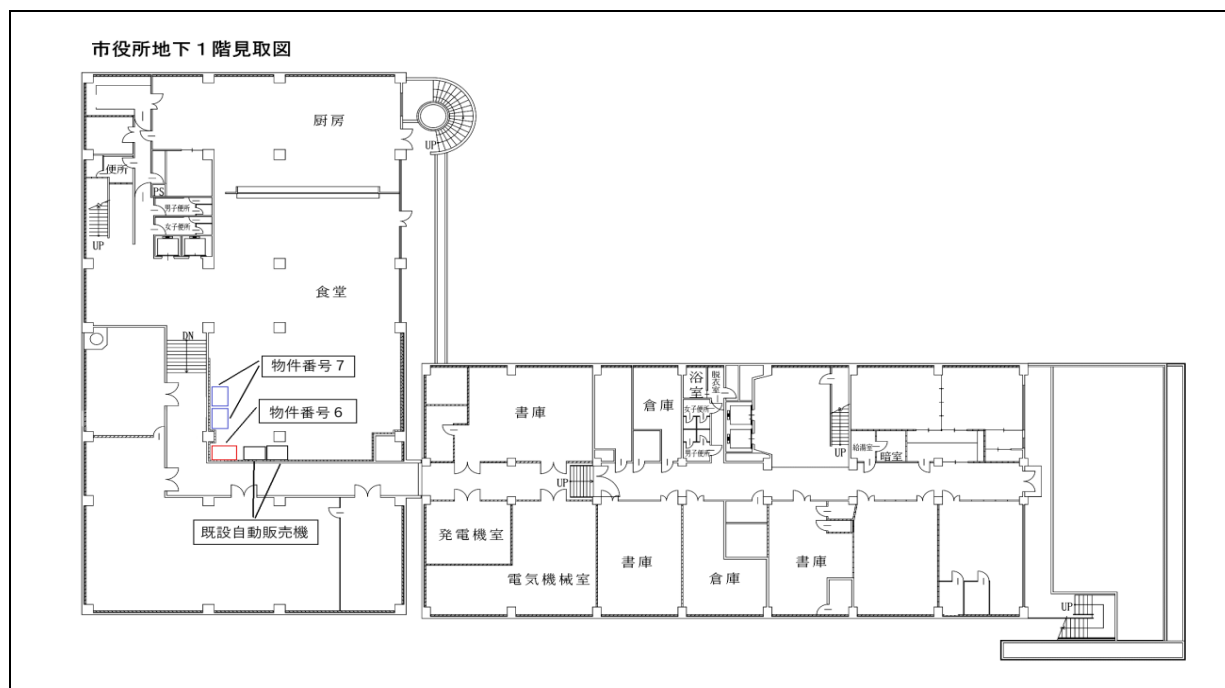 市役所地下１階見取図
厨房
UP
便所
PS
男子便所
女子便所
UP
食堂
DN
物件番号７
物件番号６
既設自動販売機
書庫
倉庫
浴室
脱衣室
女子便所
男子便所
UP
UP
給湯室
暗室
発電機室
電気機械室
書庫
倉庫
書庫
UP